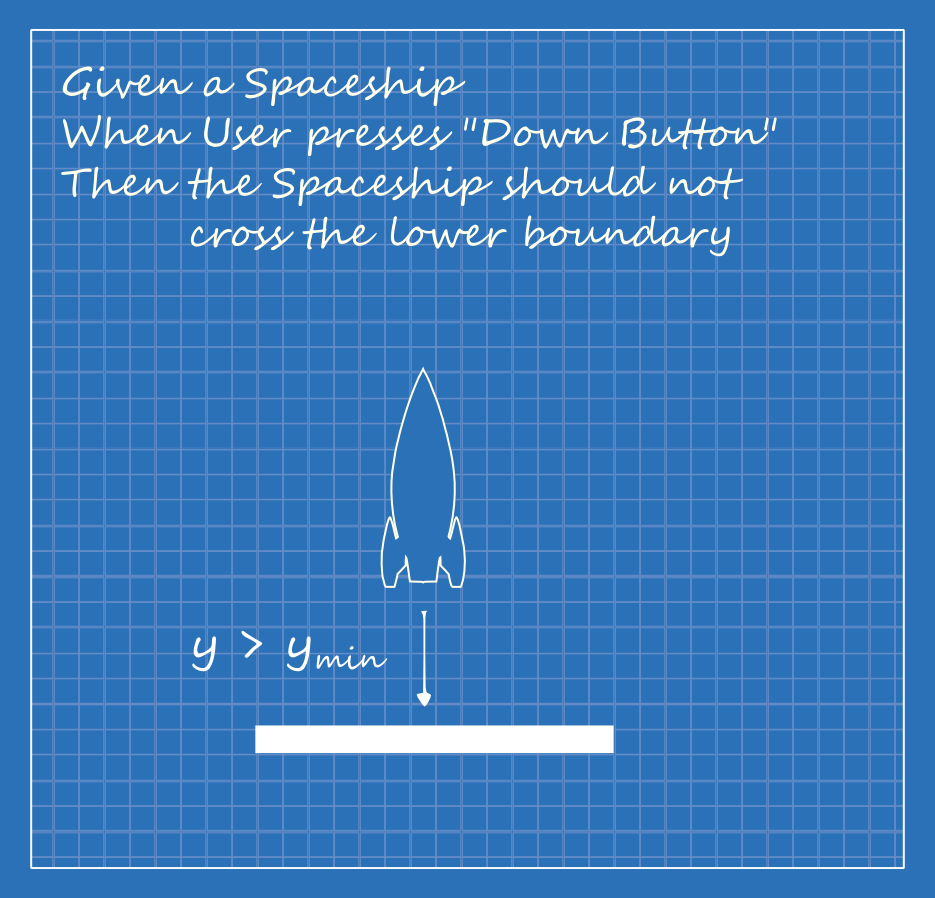 Given a Spaceship
When User presses "Down Button"
Then the Spaceship should not
cross the lower boundary
y > ymin